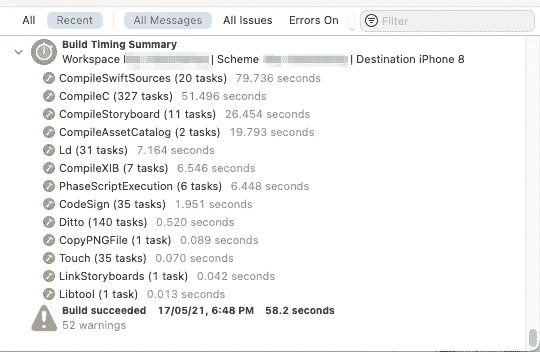 All Recent All Messages All Issues Errors On Filter
Build Timing Summary
Workspace | Scheme | Destination iPhone 8
CompileSwiftSources (20 tasks) 79.736 seconds
CompileC (327 tasks) 51.496 seconds
CompileStoryboard (11 tasks) 26.454 seconds
CompileAssetCatalog (2 tasks) 19.793 seconds
Ld (31 tasks) 7.164 seconds
CompileXIB (7 tasks) 6.546 seconds
PhaseScriptExecution (6 tasks) 6.448 seconds
CodeSign (35 tasks) 1.951 seconds
Ditto (140 tasks) 0.520 seconds
CopyPNGFile (1 task) 0.089 seconds
Touch (35 tasks) 0.070 seconds
LinkStoryboards (1 task) 0.042 seconds
Libtool (1 task) 0.013 seconds
Build succeeded 17/05/21, 6:48 PM 58.2 seconds
52 warnings